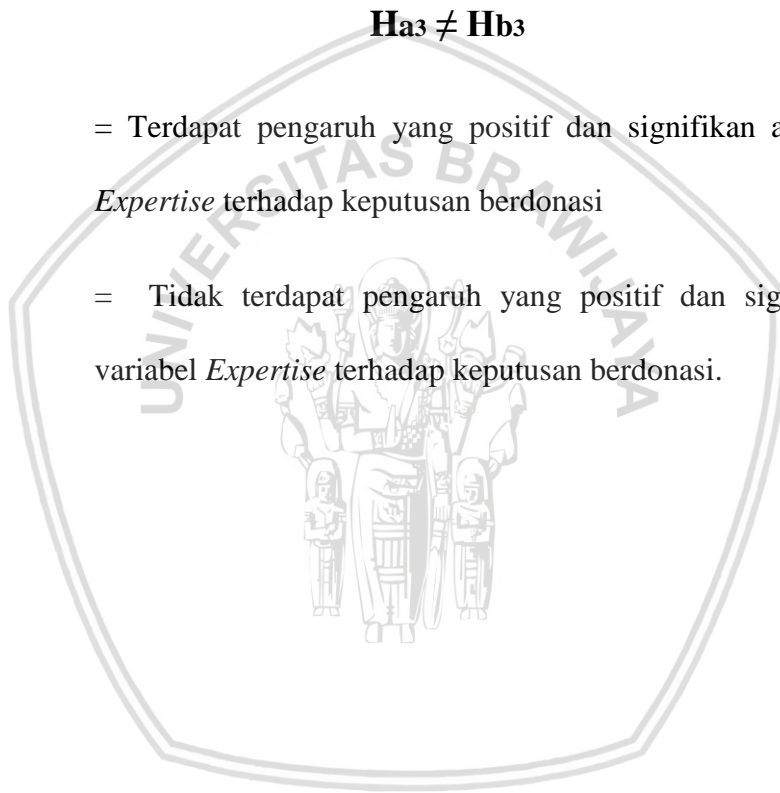 Ha3 ≠ Hb3
= Terdapat pengaruh yang positif dan signifikan
Expertise terhadap keputusan berdonasi
= Tidak terdapat pengaruh yang positif dan
variabel Expertise terhadap keputusan berdonasi.
UNIVERSITAS BRAWIJAYA